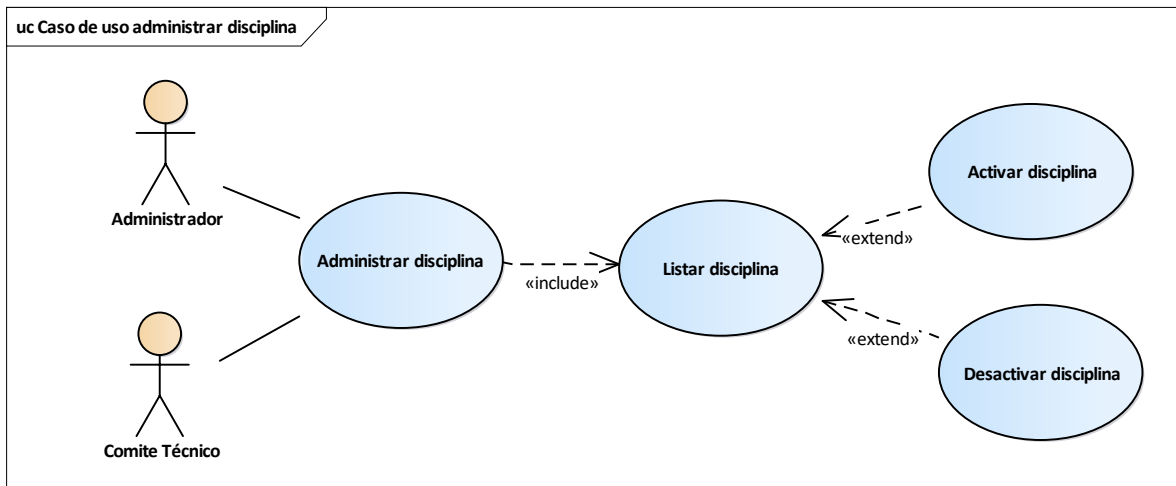 uc Caso de uso administrar disciplina
Administrador
Comite Técnico
Administrar disciplina
«include»
Listar disciplina
«extend»
«extend»
Activar disciplina
Desactivar disciplina